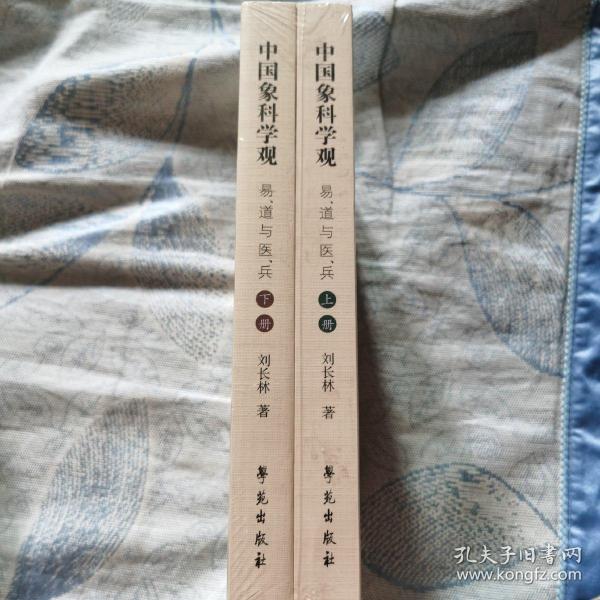 中国象科学观
易、道与医、兵
下册
刘长林 著
學苑出版社
中国象科学观
易、道与医、兵
上册
刘长林 著
學苑出版社
孔夫子旧书网
www.kongfz.com